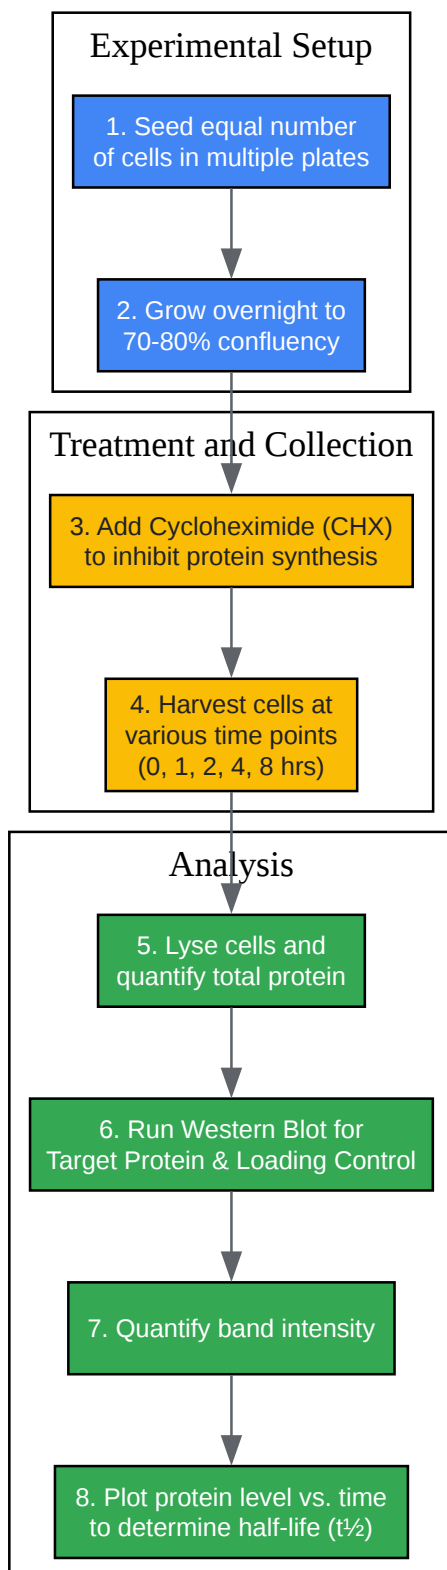 Experimental Setup
1. Seed equal number
of cells in multiple plates
2. Grow overnight to
70-80% confluency
Treatment and Collection
3. Add Cycloheximide (CHX)
to inhibit protein synthesis
4. Harvest cells at
various time points
(0, 1, 2, 4, 8 hrs)
Analysis
5. Lyse cells and
quantify total protein
6. Run Western Blot for
Target Protein & Loading Control
7. Quantify band intensity
8. Plot protein level vs. time
to determine half-life (t½)